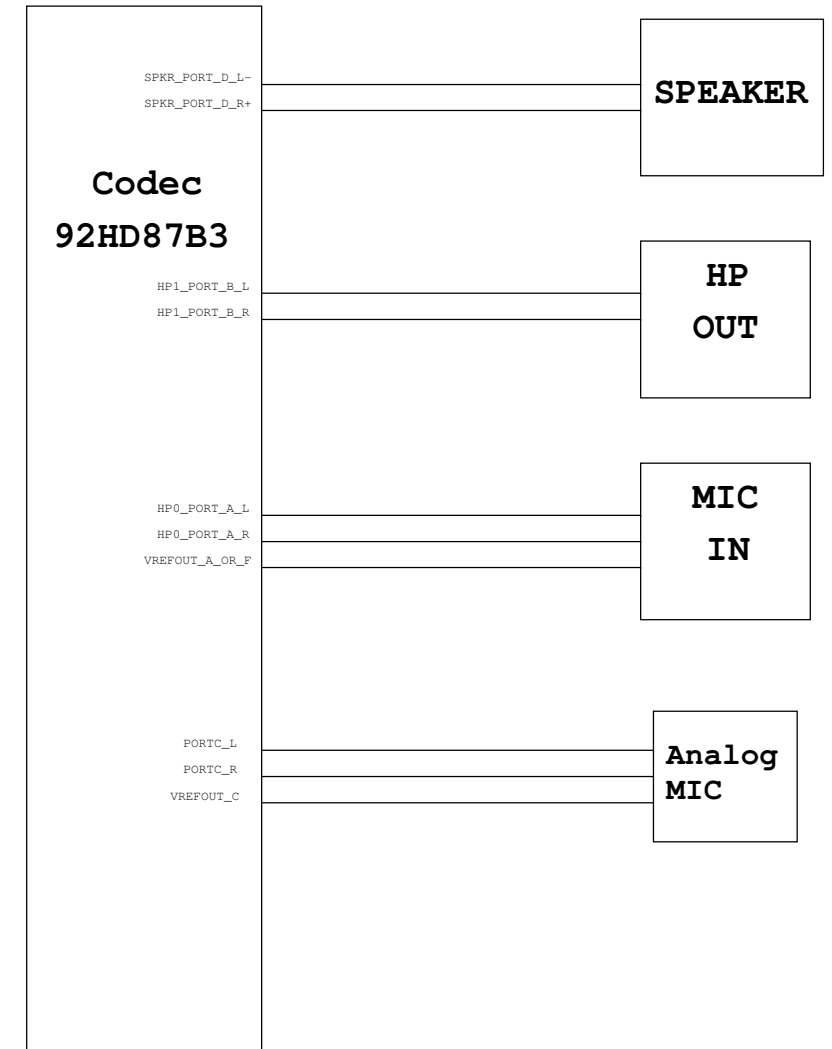 SPKR_PORT_D_L-
SPKR_PORT_D_R+
SPEAKER
Codec
92HD87B3
HP1_PORT_B_L
HP1_PORT_B_R
HP
OUT
HP0_PORT_A_L
HP0_PORT_A_R
VREFOUT_A_OR_F
MIC
IN
PORTC_L
PORTC_R
VREFOUT_C
Analog
MIC